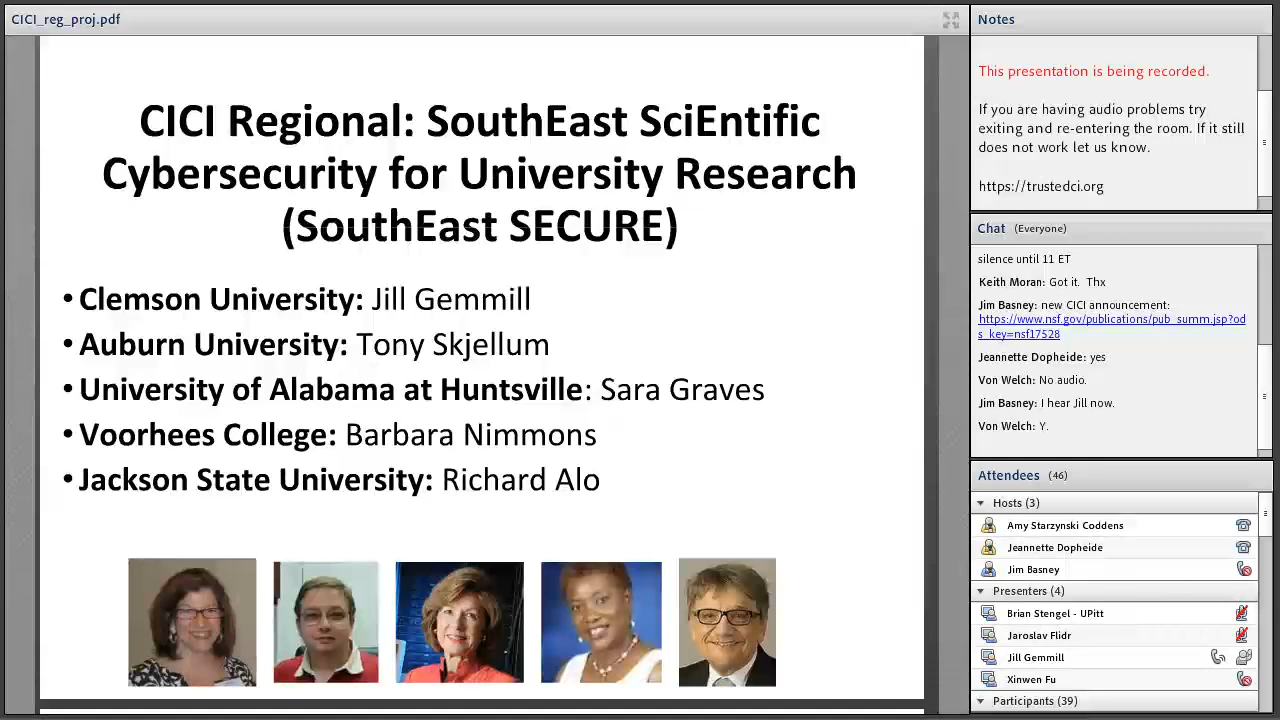 CICI_reg_proj.pdf
CICI Regional: SouthEast SciEntific
Cybersecurity for University Research
(SouthEast SECURE)
• Clemson University: Jill Gemmill
• Auburn University: Tony Skjellum
• University of Alabama at Huntsville: Sara Graves
• Voorhees College: Barbara Nimmons
• Jackson State University: Richard Alo
Notes
This presentation is being recorded.
If you are having audio problems try
exiting and re-entering the room. If it still
does not work let us know.
https://trustedci.org
Chat (Everyone)
silence until 11 ET
Keith Moran: Got it. Thx
Jim Basney: new CICI announcement:
https://www.nsf.gov/publications/pub_summ.jsp?od
s_key=nsf17528
Jeannette Dopheide: yes
Von Welch: No audio.
Jim Basney: I hear Jill now.
Von Welch: Y.
Attendees (46)
Hosts (3)
Amy Starzynski Coddens
Jeannette Dopheide
Jim Basney
Presenters (4)
Brian Stengel - UPitt
Jaroslav Flidr
Jill Gemmill
Xinwen Fu
Participants (39)